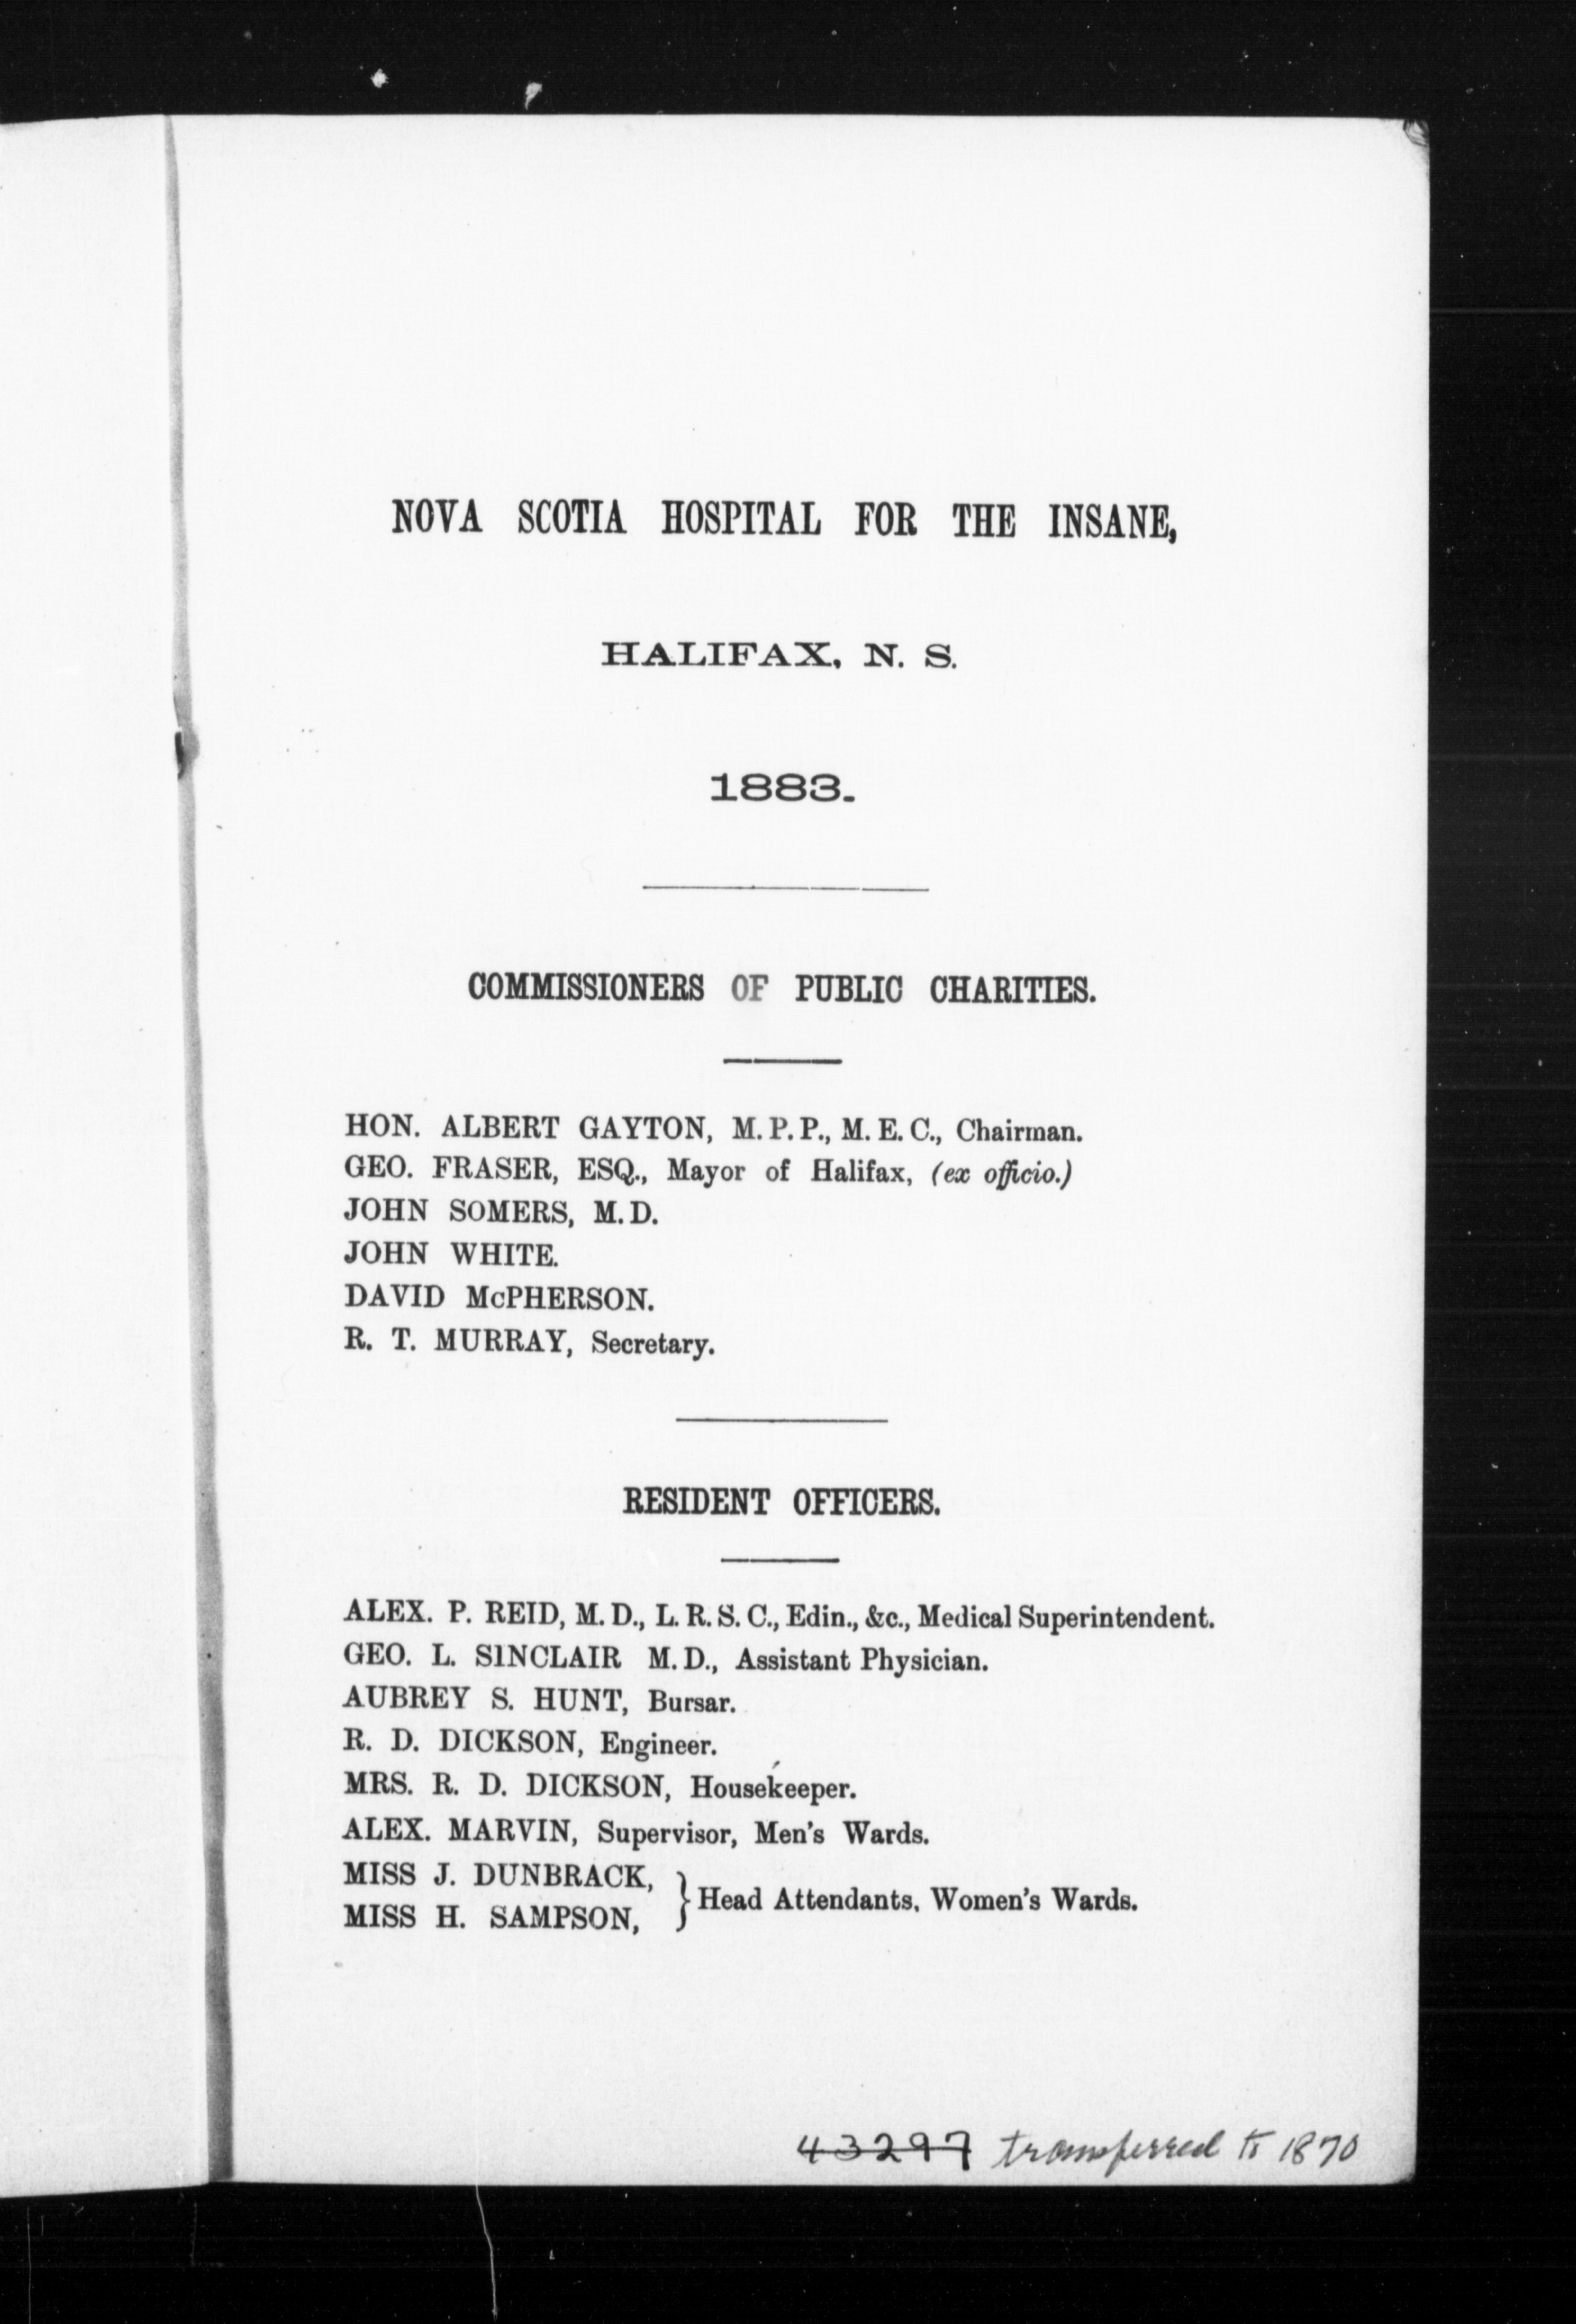 NOVA SCOTIA HOSPITAL FOR THE INSANE,
HALIFAX, N. S.
1883.
COMMISSIONERS OF PUBLIC CHARITIES.
HON. ALBERT GAYTON, M. P. P., M. E. C., Chairman.
GEO. FRASER, ESQ., Mayor of Halifax, (ex officio.)
JOHN SOMERS, M. D.
JOHN WHITE.
DAVID McPHERSON.
R. T. MURRAY, Secretary.
RESIDENT OFFICERS.
ALEX. P. REID, M. D., L. R. S. C., Edin., &c., Medical Superintendent.
GEO. L. SINCLAIR M. D., Assistant Physician.
AUBREY S. HUNT, Bursar.
R. D. DICKSON, Engineer.
MRS. R. D. DICKSON, Housekeeper.
ALEX. MARVIN, Supervisor, Men's Wards.
MISS J. DUNBRACK,
MISS H. SAMPSON, } Head Attendants, Women's Wards.
43297 transferred to 1870